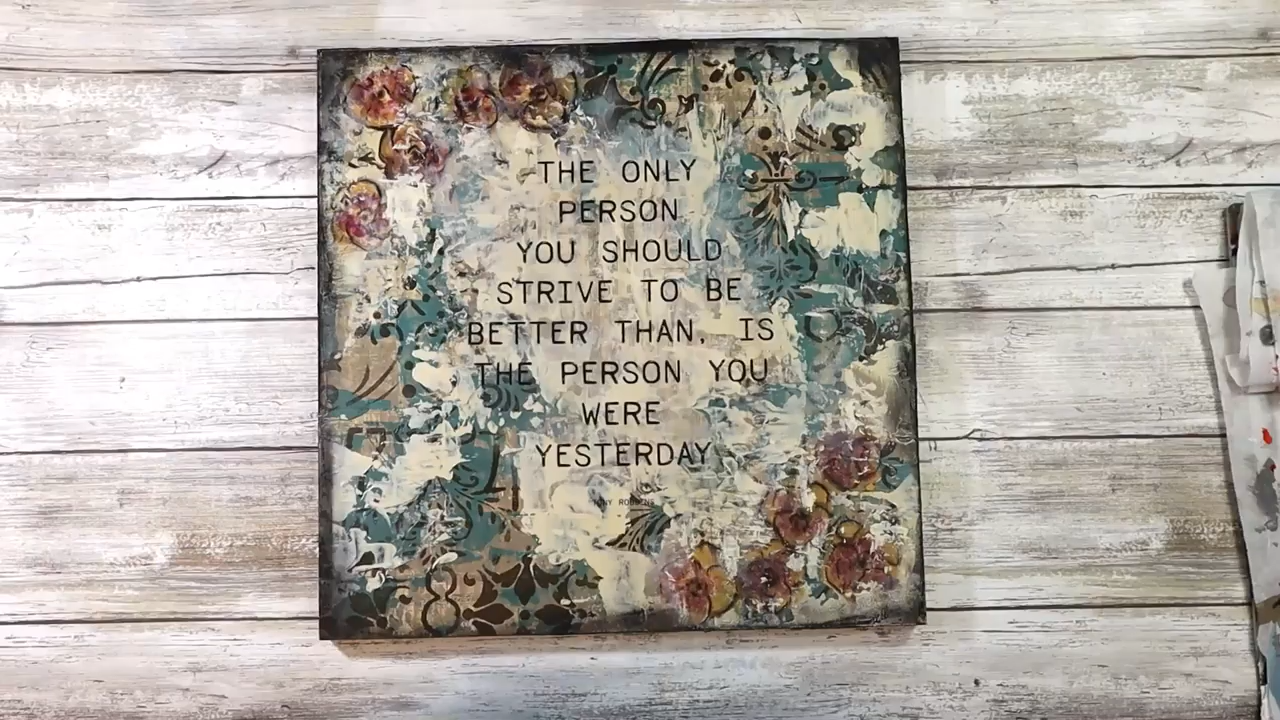 THE ONLY
PERSON
YOU SHOULD
STRIVE TO BE
BETTER THAN, IS
THE PERSON YOU
WERE
YESTERDAY